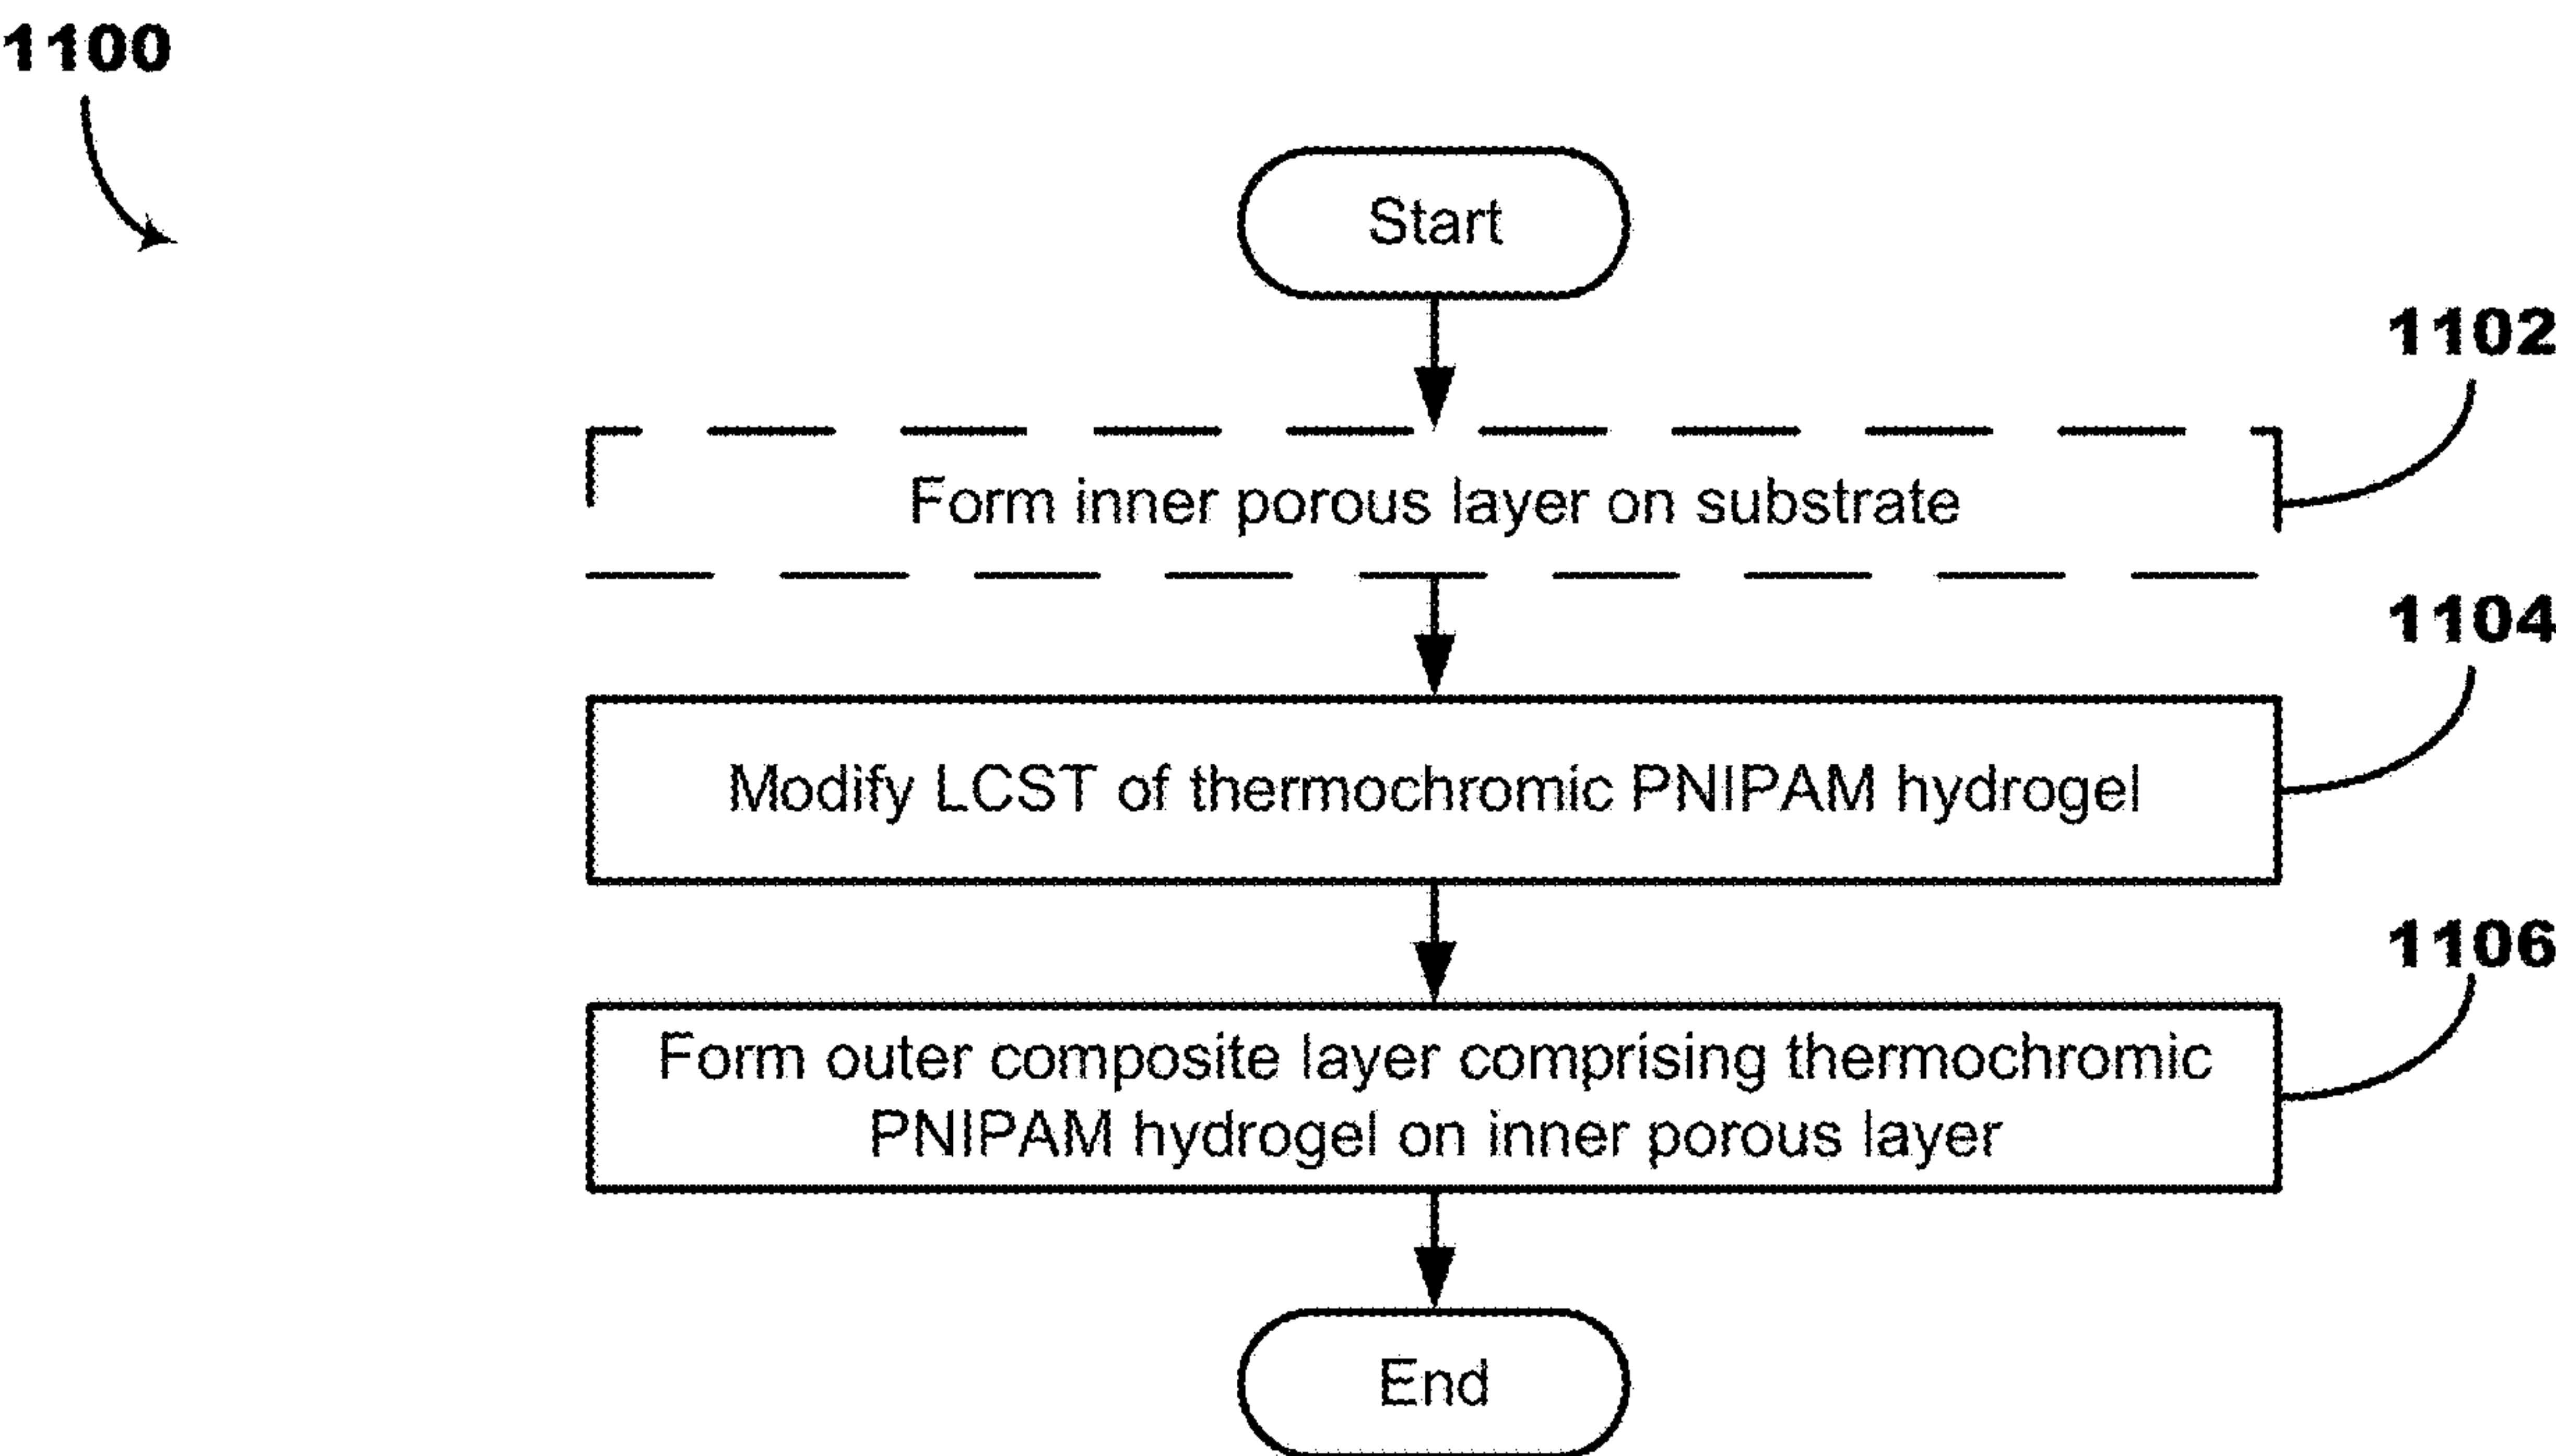 1100
Start
1102
Form inner porous layer on substrate
1104
Modify LCST of thermochromic PNIPAM hydrogel
1106
Form outer composite layer comprising thermochromic
PNIPAM hydrogel on inner porous layer
End